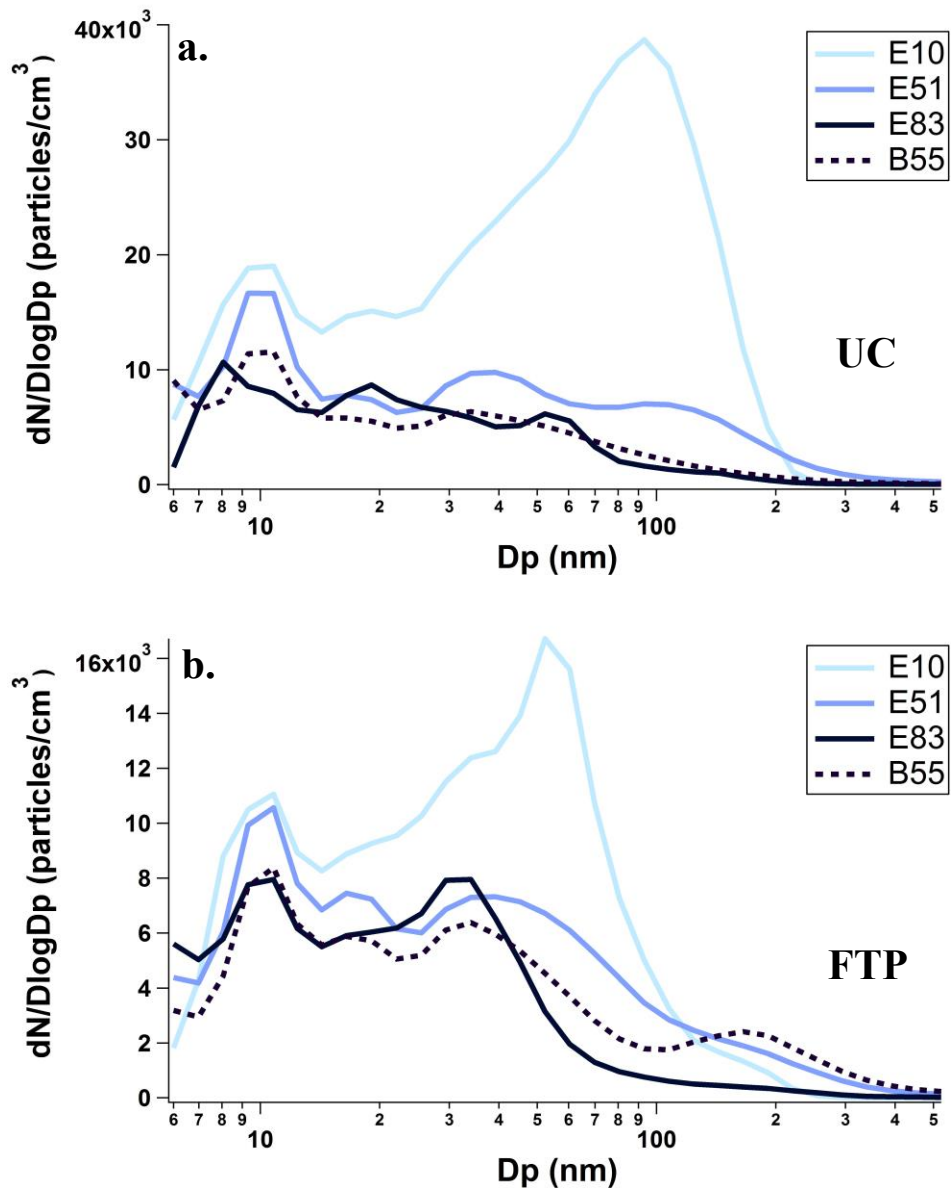 a.
40x10³
30
20
10
0
dN/DlogDp (particles/cm³)
E10
E51
E83
B55
UC
6 7 8 9 10 2 3 4 5 6 7 8 9 100 2 3 4 5
Dp (nm)
b.
16x10³
14
12
10
8
6
4
2
0
dN/DlogDp (particles/cm³)
E10
E51
E83
B55
FTP
6 7 8 9 10 2 3 4 5 6 7 8 9 100 2 3 4 5
Dp (nm)